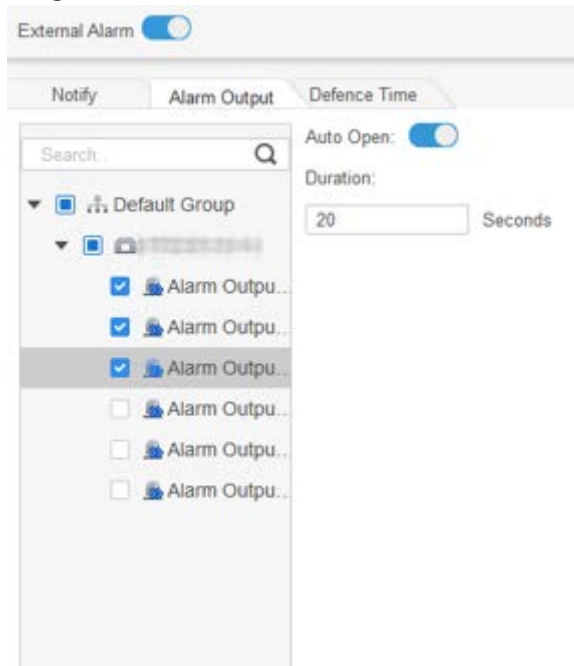 External Alarm
Notify
Alarm Output
Defence Time
Search..
Auto Open:
Duration:
20
Seconds
Default Group
Alarm Outpu...
Alarm Outpu...
Alarm Outpu...
Alarm Outpu...
Alarm Outpu...
Alarm Outpu...